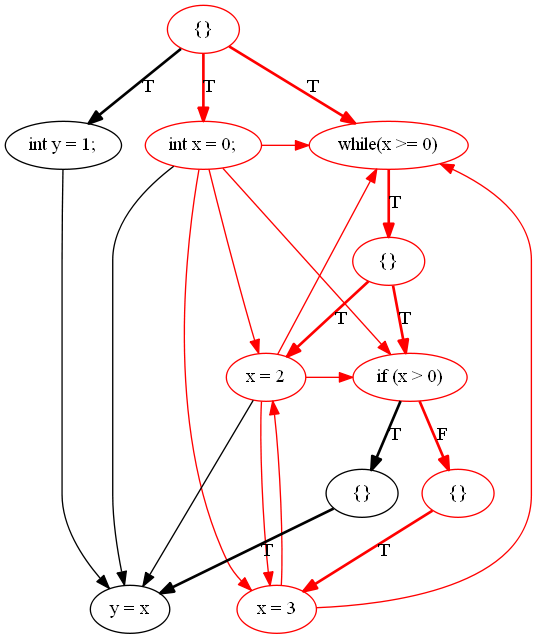 {}
T
T
T
int y = 1;
int x = 0;
while(x >= 0)
T
{}
T
T
x = 2
if (x > 0)
T
F
{}
{}
T
T
y = x
x = 3